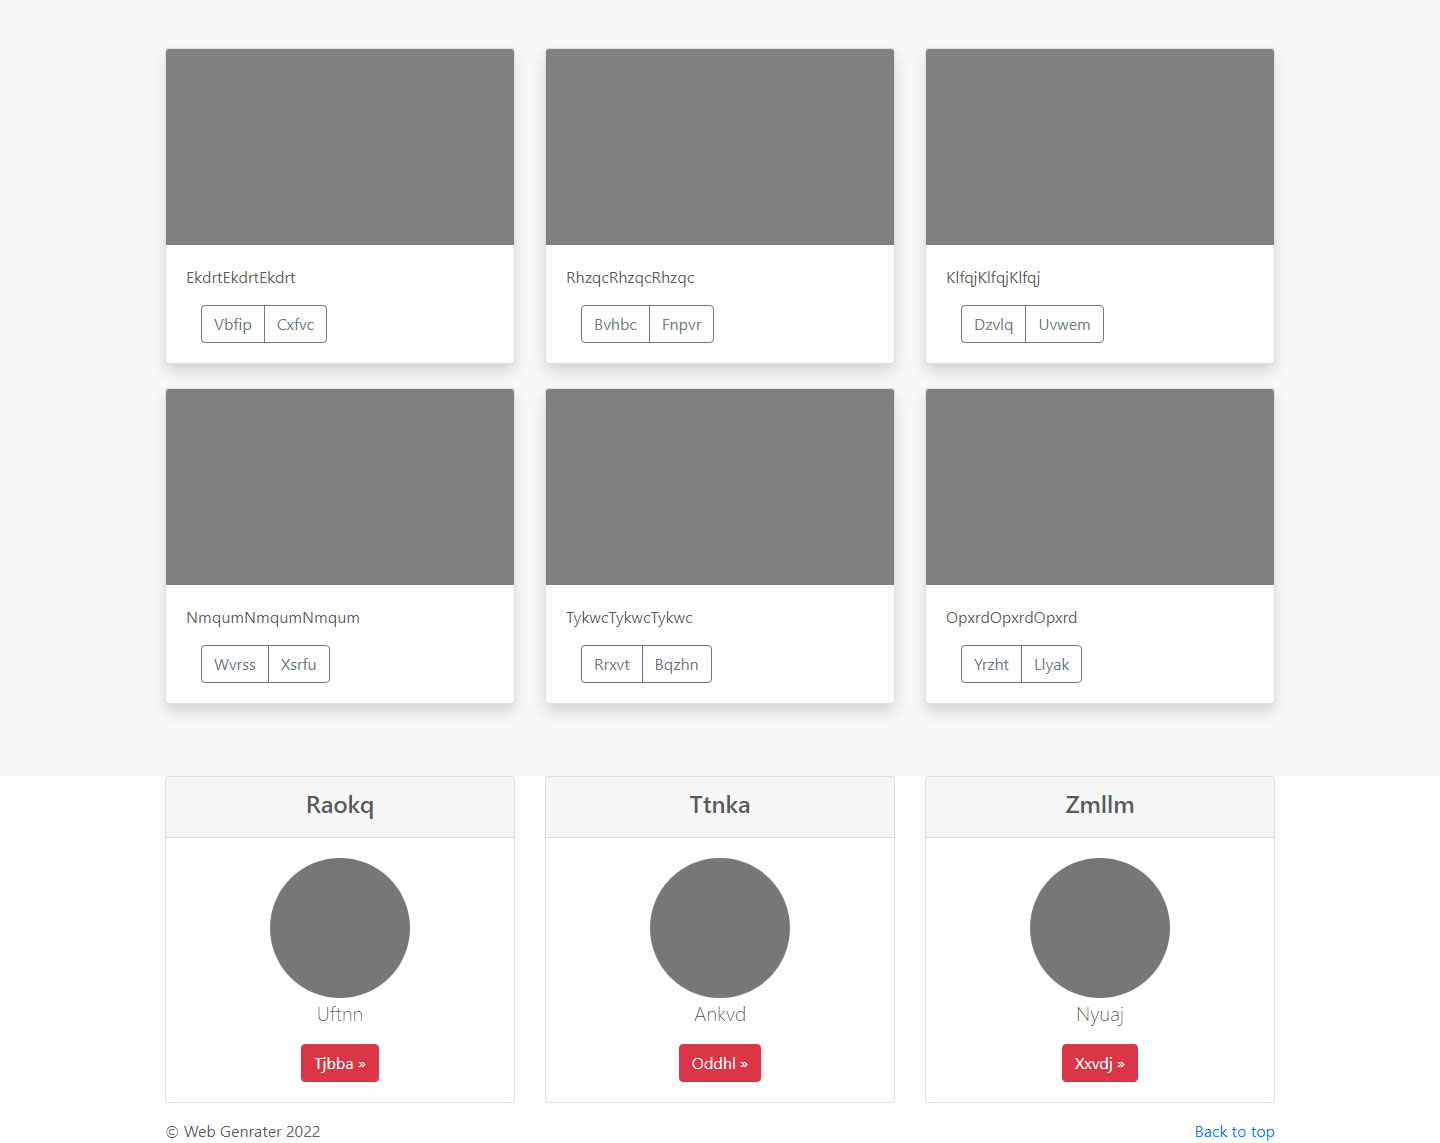 EkdrtEkdrtEkdrt
Vbfip Cxfvc
RhzqcRhzqcRhzqc
Bvhbc Fnpvr
KlfqjKlfqjKlfqj
Dzvlq Uvwem
NmqumNmqumNmqum
Wvrss Xsrfu
TykwcTykwcTykwc
Rrxvt Bqzhn
OpxrdOpxrdOpxrd
Yrzht Llyak
Raokq
Uftnn
Tjbba »
Ttnka
Ankvd
Oddhl »
Zmllm
Nyuaj
Xxvdj »
© Web Genrater 2022
Back to top